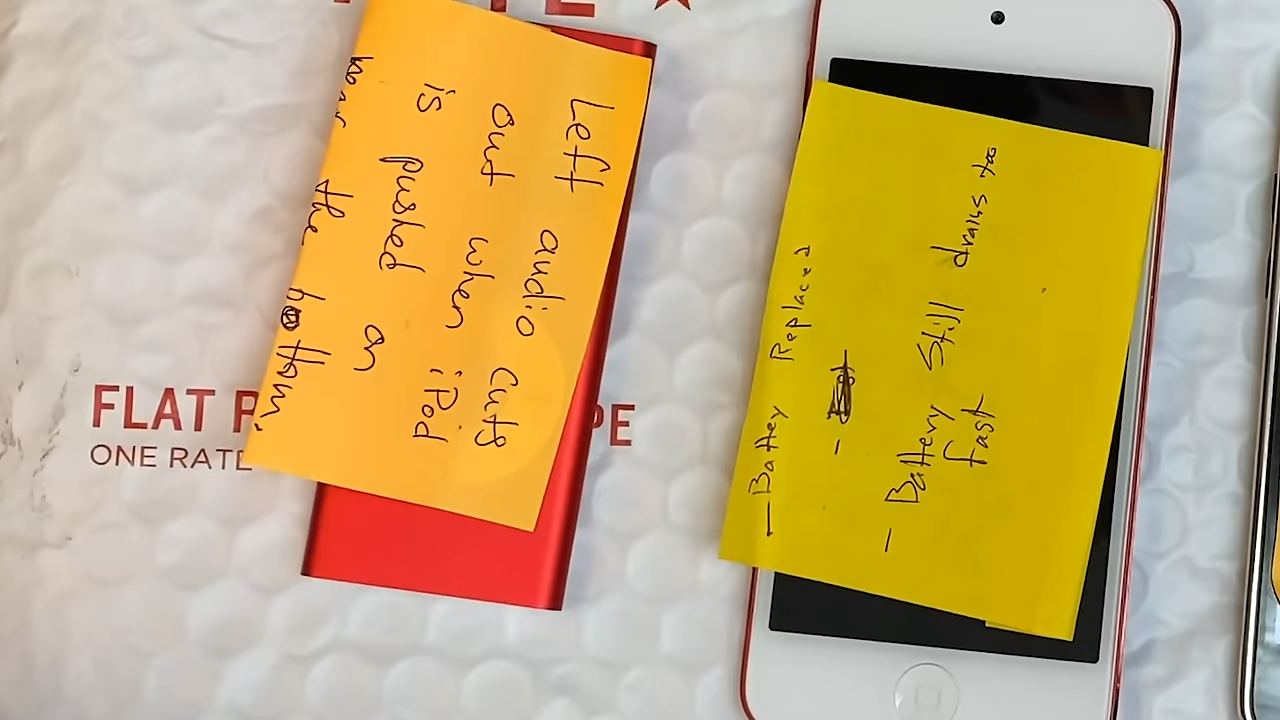 FLAT R
PE
ONE RATE
Left audio cuts
out when iPod
is pushed on
near the bottom.
- Battery Replaced
-
- Battery Still drains too
fast